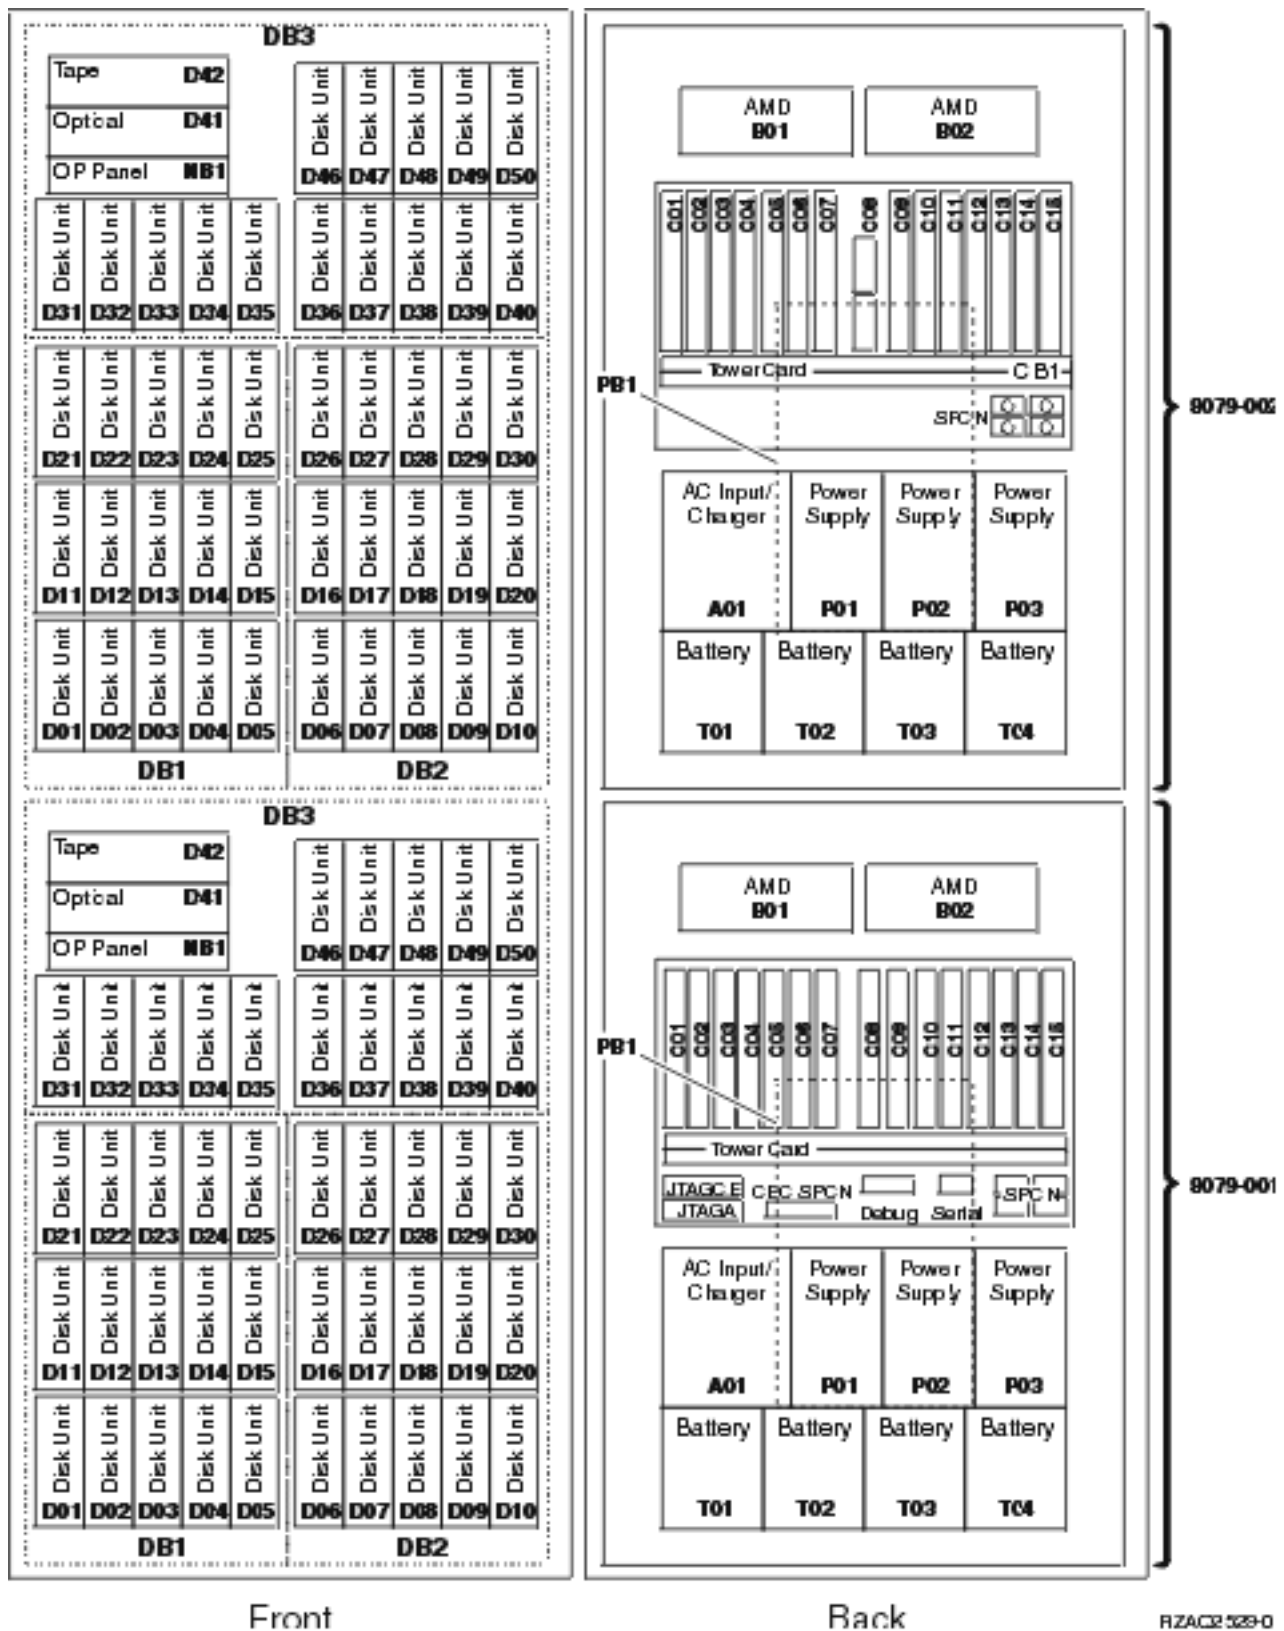 DB3
Tape D42
Optical D41
OP Panel NB1
Disk Unit Disk Unit Disk Unit Disk Unit Disk Unit
D46 D47 D48 D49 D50
Disk Unit Disk Unit Disk Unit Disk Unit Disk Unit Disk Unit Disk Unit Disk Unit Disk Unit Disk Unit
D31 D32 D33 D34 D35 D36 D37 D38 D39 D40
Disk Unit Disk Unit Disk Unit Disk Unit Disk Unit Disk Unit Disk Unit Disk Unit Disk Unit Disk Unit
D21 D22 D23 D24 D25 D26 D27 D28 D29 D30
Disk Unit Disk Unit Disk Unit Disk Unit Disk Unit Disk Unit Disk Unit Disk Unit Disk Unit Disk Unit
D11 D12 D13 D14 D15 D16 D17 D18 D19 D20
Disk Unit Disk Unit Disk Unit Disk Unit Disk Unit Disk Unit Disk Unit Disk Unit Disk Unit Disk Unit
D01 D02 D03 D04 D05 D06 D07 D08 D09 D10
DB1 DB2
DB3
Tape D42
Optical D41
OP Panel NB1
Disk Unit Disk Unit Disk Unit Disk Unit Disk Unit
D46 D47 D48 D49 D50
Disk Unit Disk Unit Disk Unit Disk Unit Disk Unit Disk Unit Disk Unit Disk Unit Disk Unit Disk Unit
D31 D32 D33 D34 D35 D36 D37 D38 D39 D40
Disk Unit Disk Unit Disk Unit Disk Unit Disk Unit Disk Unit Disk Unit Disk Unit Disk Unit Disk Unit
D21 D22 D23 D24 D25 D26 D27 D28 D29 D30
Disk Unit Disk Unit Disk Unit Disk Unit Disk Unit Disk Unit Disk Unit Disk Unit Disk Unit Disk Unit
D11 D12 D13 D14 D15 D16 D17 D18 D19 D20
Disk Unit Disk Unit Disk Unit Disk Unit Disk Unit Disk Unit Disk Unit Disk Unit Disk Unit Disk Unit
D01 D02 D03 D04 D05 D06 D07 D08 D09 D10
DB1 DB2
Front
AMD AMD
B01 B02
C01 C02 C03 C04 C05 C06 C07 C08 C09 C10 C11 C12 C13 C14 C15
Tower Card CB1
PB1
SPCN
8079-002
AC Input/ Power Power Power
Charger Supply Supply Supply
A01 P01 P02 P03
Battery Battery Battery Battery
T01 T02 T03 T04
AMD AMD
B01 B02
C01 C02 C03 C04 C05 C06 C07 C08 C09 C10 C11 C12 C13 C14 C15
PB1
Tower Card
JTAGC.E CEC SPCN SPCN
JTAGA Debug Serial
8079-001
AC Input/ Power Power Power
Charger Supply Supply Supply
A01 P01 P02 P03
Battery Battery Battery Battery
T01 T02 T03 T04
Back
RZAQ2529-0